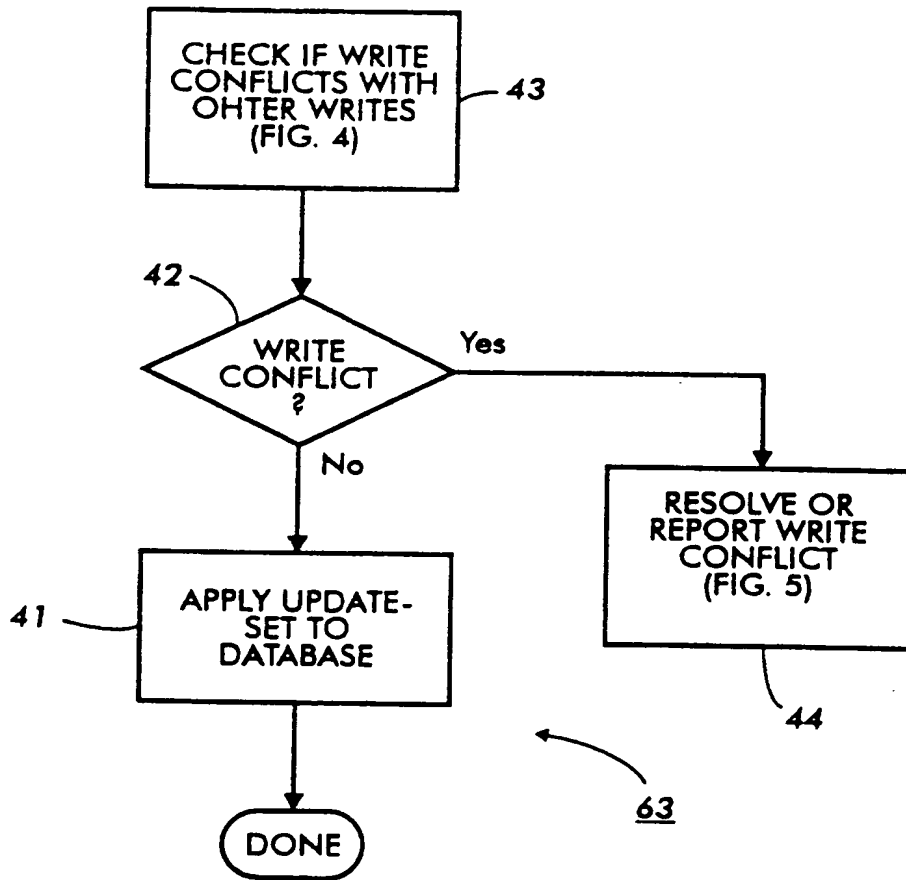 CHECK IF WRITE
CONFLICTS WITH
OHTER WRITES
(FIG. 4)
43
42
WRITE
CONFLICT
?
Yes
No
RESOLVE OR
REPORT WRITE
CONFLICT
(FIG. 5)
41
APPLY UPDATE-
SET TO
DATABASE
44
63
DONE